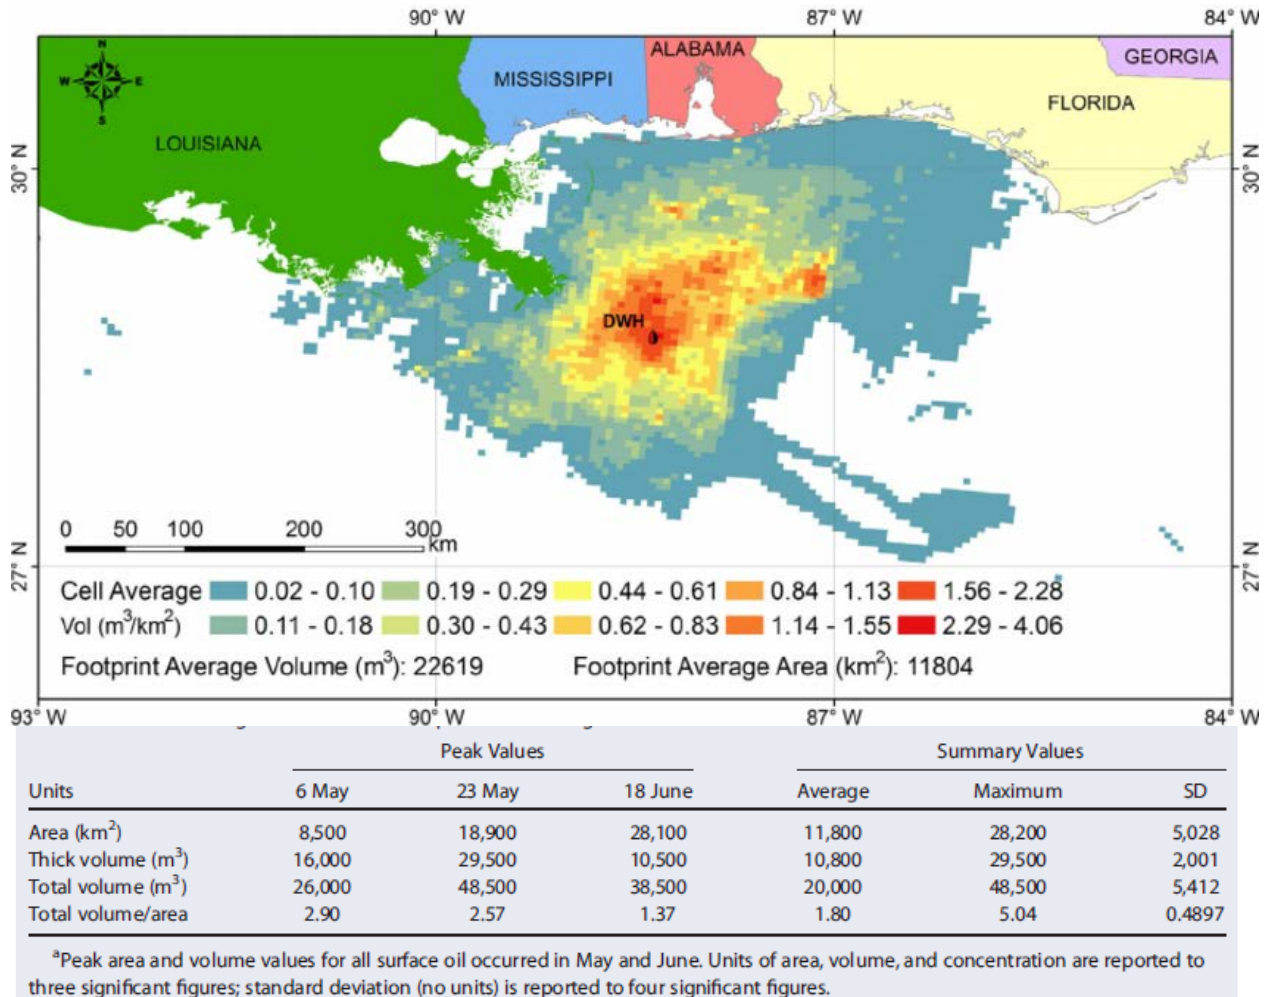 90° W 87° W 84° W
N
W E
S
LOUISIANA
MISSISSIPPI
ALABAMA
GEORGIA
FLORIDA
30° N 30° N
DWH
0 50 100 200 300
km
27° N 27° N
Cell Average 0.02 - 0.10 0.19 - 0.29 0.44 - 0.61 0.84 - 1.13 1.56 - 2.28
Vol (m³/km²) 0.11 - 0.18 0.30 - 0.43 0.62 - 0.83 1.14 - 1.55 2.29 - 4.06
Footprint Average Volume (m³): 22619 Footprint Average Area (km²): 11804
93° W 90° W 87° W 84° W
Peak Values Summary Values
Units 6 May 23 May 18 June Average Maximum SD
Area (km²) 8,500 18,900 28,100 11,800 28,200 5,028
Thick volume (m³) 16,000 29,500 10,500 10,800 29,500 2,001
Total volume (m³) 26,000 48,500 38,500 20,000 48,500 5,412
Total volume/area 2.90 2.57 1.37 1.80 5.04 0.4897
ᵃPeak area and volume values for all surface oil occurred in May and June. Units of area, volume, and concentration are reported to
three significant figures; standard deviation (no units) is reported to four significant figures.